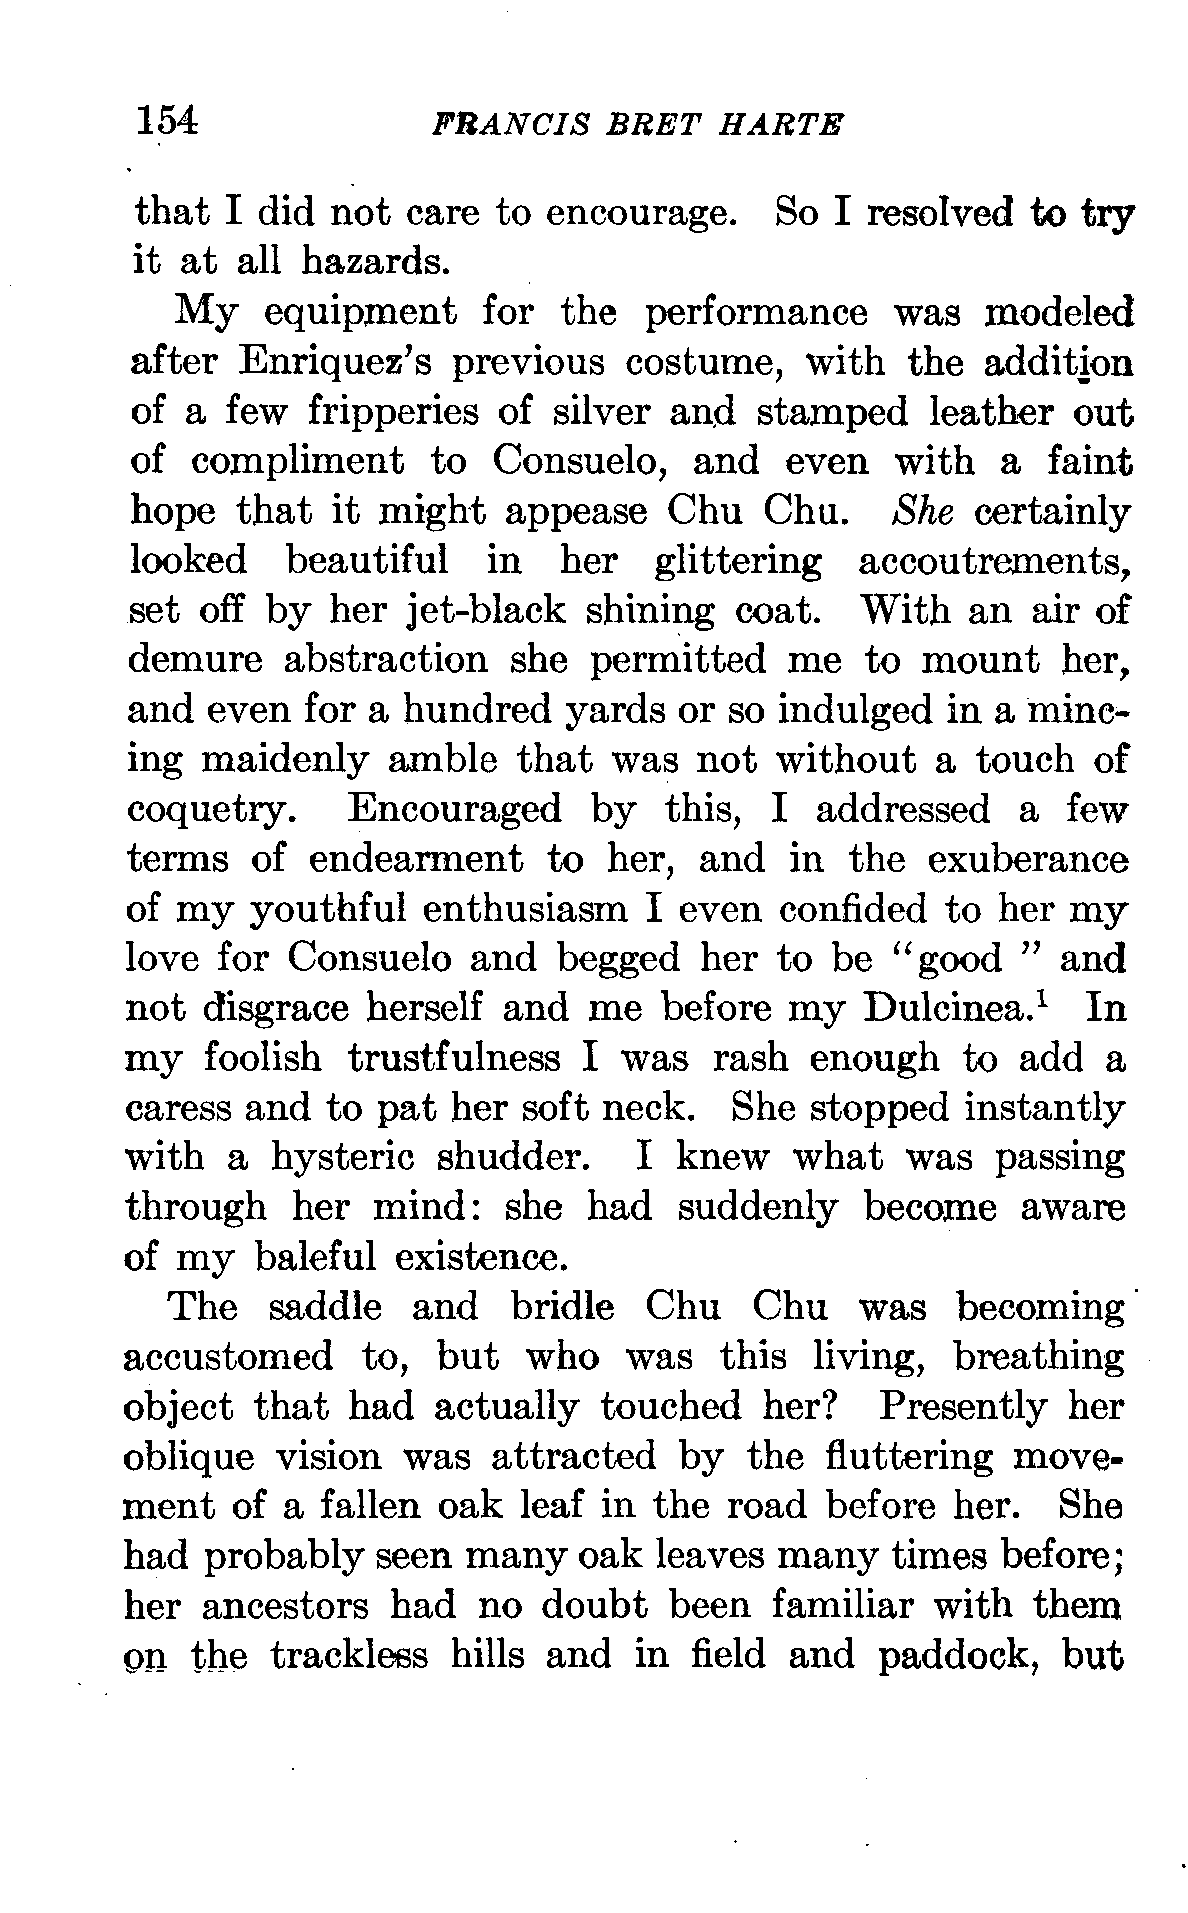 154 FRANCIS BRET HARTE
that I did not care to encourage. So I resolved to try
it at all hazards.
My equipment for the performance was modeled
after Enriquez's previous costume, with the addition
of a few fripperies of silver and stamped leather out
of compliment to Consuelo, and even with a faint
hope that it might appease Chu Chu. She certainly
looked beautiful in her glittering accoutrements,
set off by her jet-black shining coat. With an air of
demure abstraction she permitted me to mount her,
and even for a hundred yards or so indulged in a minc-
ing maidenly amble that was not without a touch of
coquetry. Encouraged by this, I addressed a few
terms of endearment to her, and in the exuberance
of my youthful enthusiasm I even confided to her my
love for Consuelo and begged her to be "good" and
not disgrace herself and me before my Dulcinea.¹ In
my foolish trustfulness I was rash enough to add a
caress and to pat her soft neck. She stopped instantly
with a hysteric shudder. I knew what was passing
through her mind: she had suddenly become aware
of my baleful existence.
The saddle and bridle Chu Chu was becoming
accustomed to, but who was this living, breathing
object that had actually touched her? Presently her
oblique vision was attracted by the fluttering move-
ment of a fallen oak leaf in the road before her. She
had probably seen many oak leaves many times before;
her ancestors had no doubt been familiar with them
on the trackless hills and in field and paddock, but